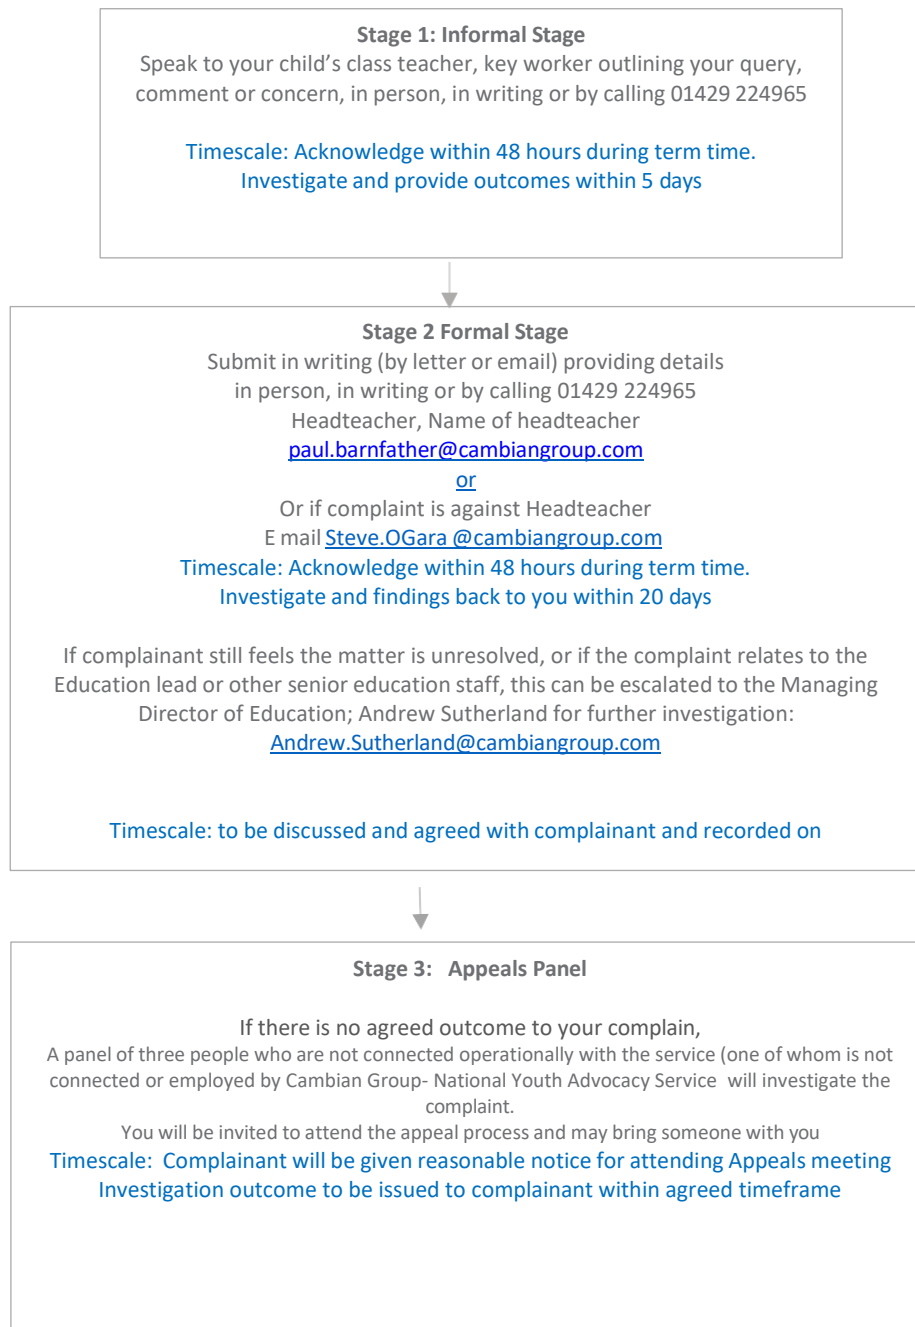 Stage 1: Informal Stage
Speak to your child’s class teacher, key worker outlining your query,
comment or concern, in person, in writing or by calling 01429 224965
Timescale: Acknowledge within 48 hours during term time.
Investigate and provide outcomes within 5 days
Stage 2 Formal Stage
Submit in writing (by letter or email) providing details
in person, in writing or by calling 01429 224965
Headteacher, Name of headteacher
paul.barnfather@cambiangroup.com
or
Or if complaint is against Headteacher
E mail Steve.OGara @cambiangroup.com
Timescale: Acknowledge within 48 hours during term time.
Investigate and findings back to you within 20 days
If complainant still feels the matter is unresolved, or if the complaint relates to the
Education lead or other senior education staff, this can be escalated to the Managing
Director of Education; Andrew Sutherland for further investigation:
Andrew.Sutherland@cambiangroup.com
Timescale: to be discussed and agreed with complainant and recorded on
Stage 3:   Appeals Panel
If there is no agreed outcome to your complain,
A panel of three people who are not connected operationally with the service (one of whom is not
connected or employed by Cambian Group- National Youth Advocacy Service  will investigate the
complaint.
You will be invited to attend the appeal process and may bring someone with you
Timescale:  Complainant will be given reasonable notice for attending Appeals meeting
Investigation outcome to be issued to complainant within agreed timeframe